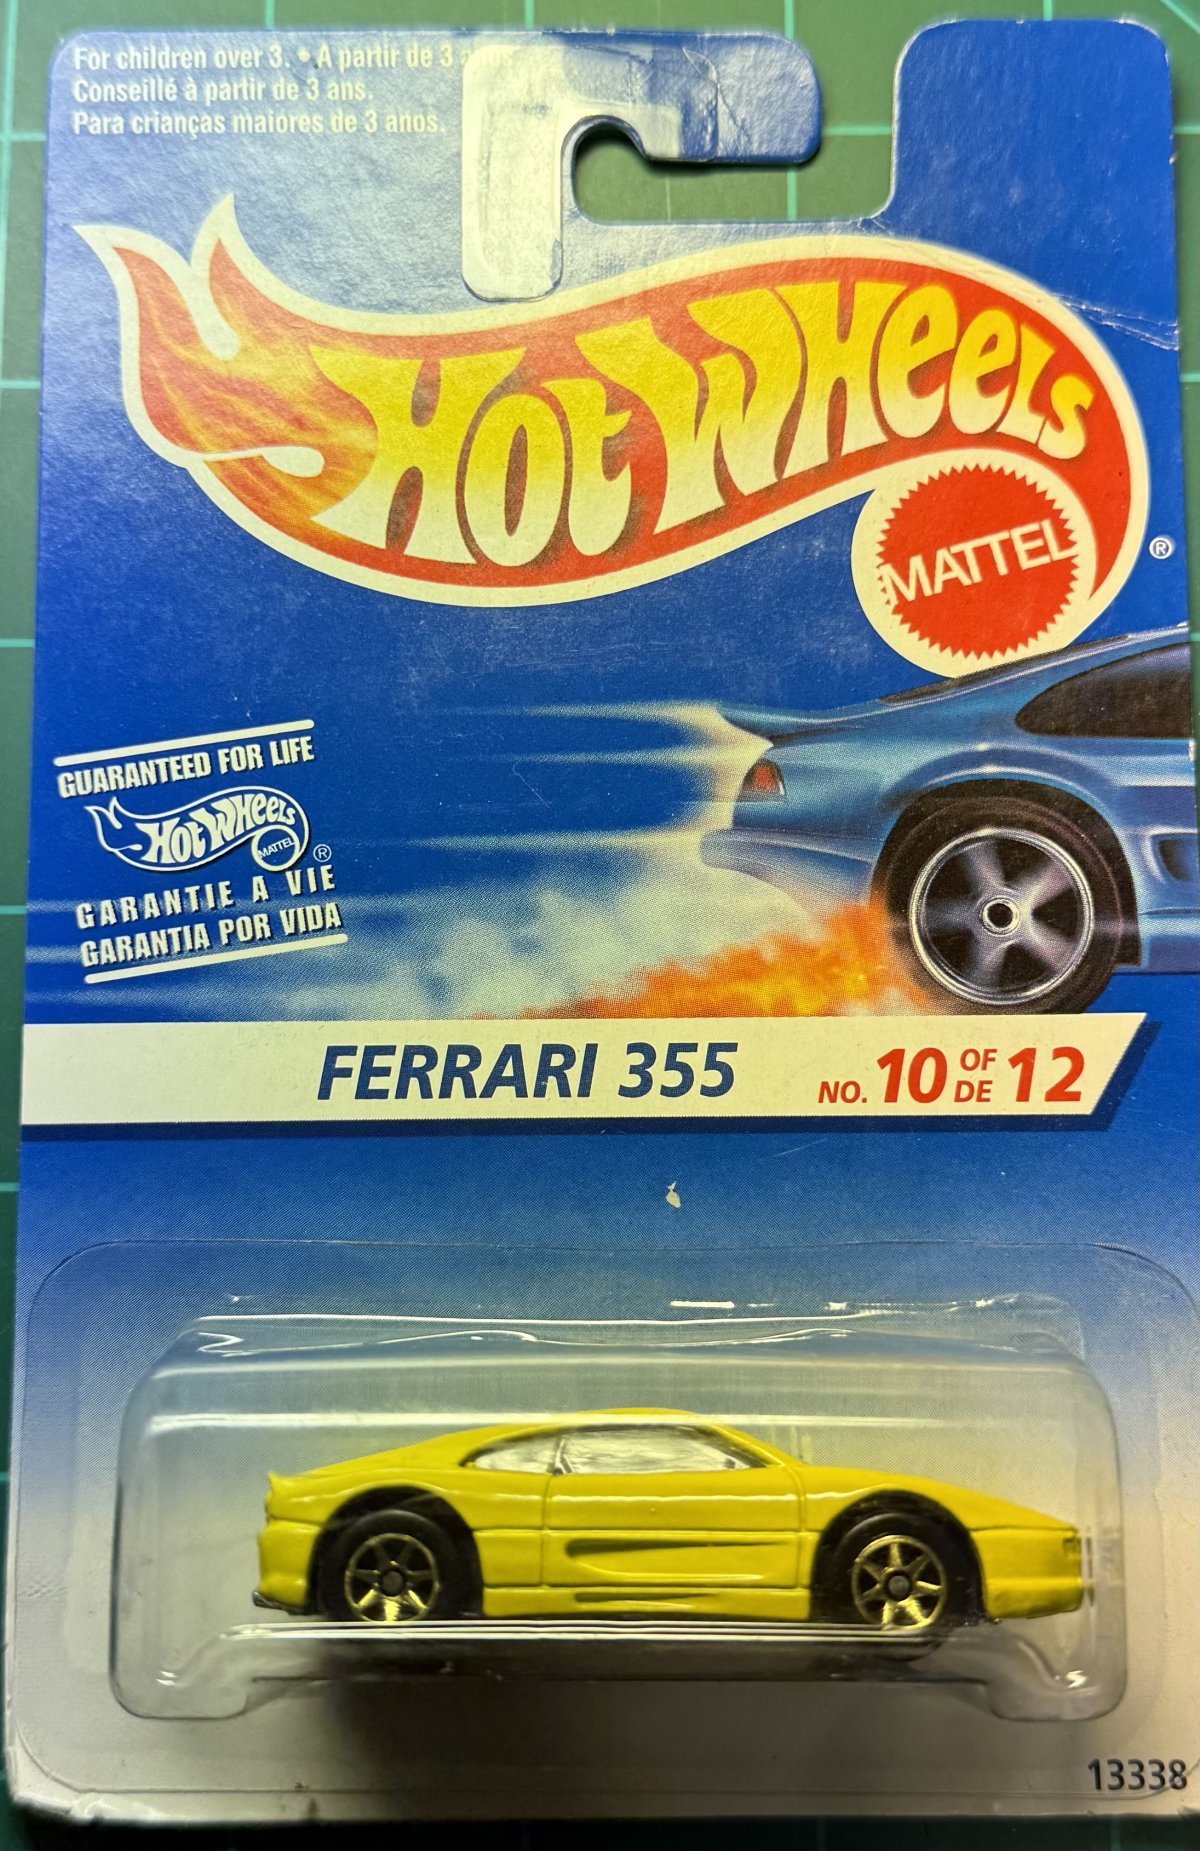 For children over 3. • A partir de 3 años
Conseillé à partir de 3 ans.
Para crianças maiores de 3 anos.
HOT WHEELS
MATTEL
®
GUARANTEED FOR LIFE
HOT WHEELS
MATTEL
®
GARANTIE A VIE
GARANTIA POR VIDA
FERRARI 355
NO. 10 OF DE 12
13338